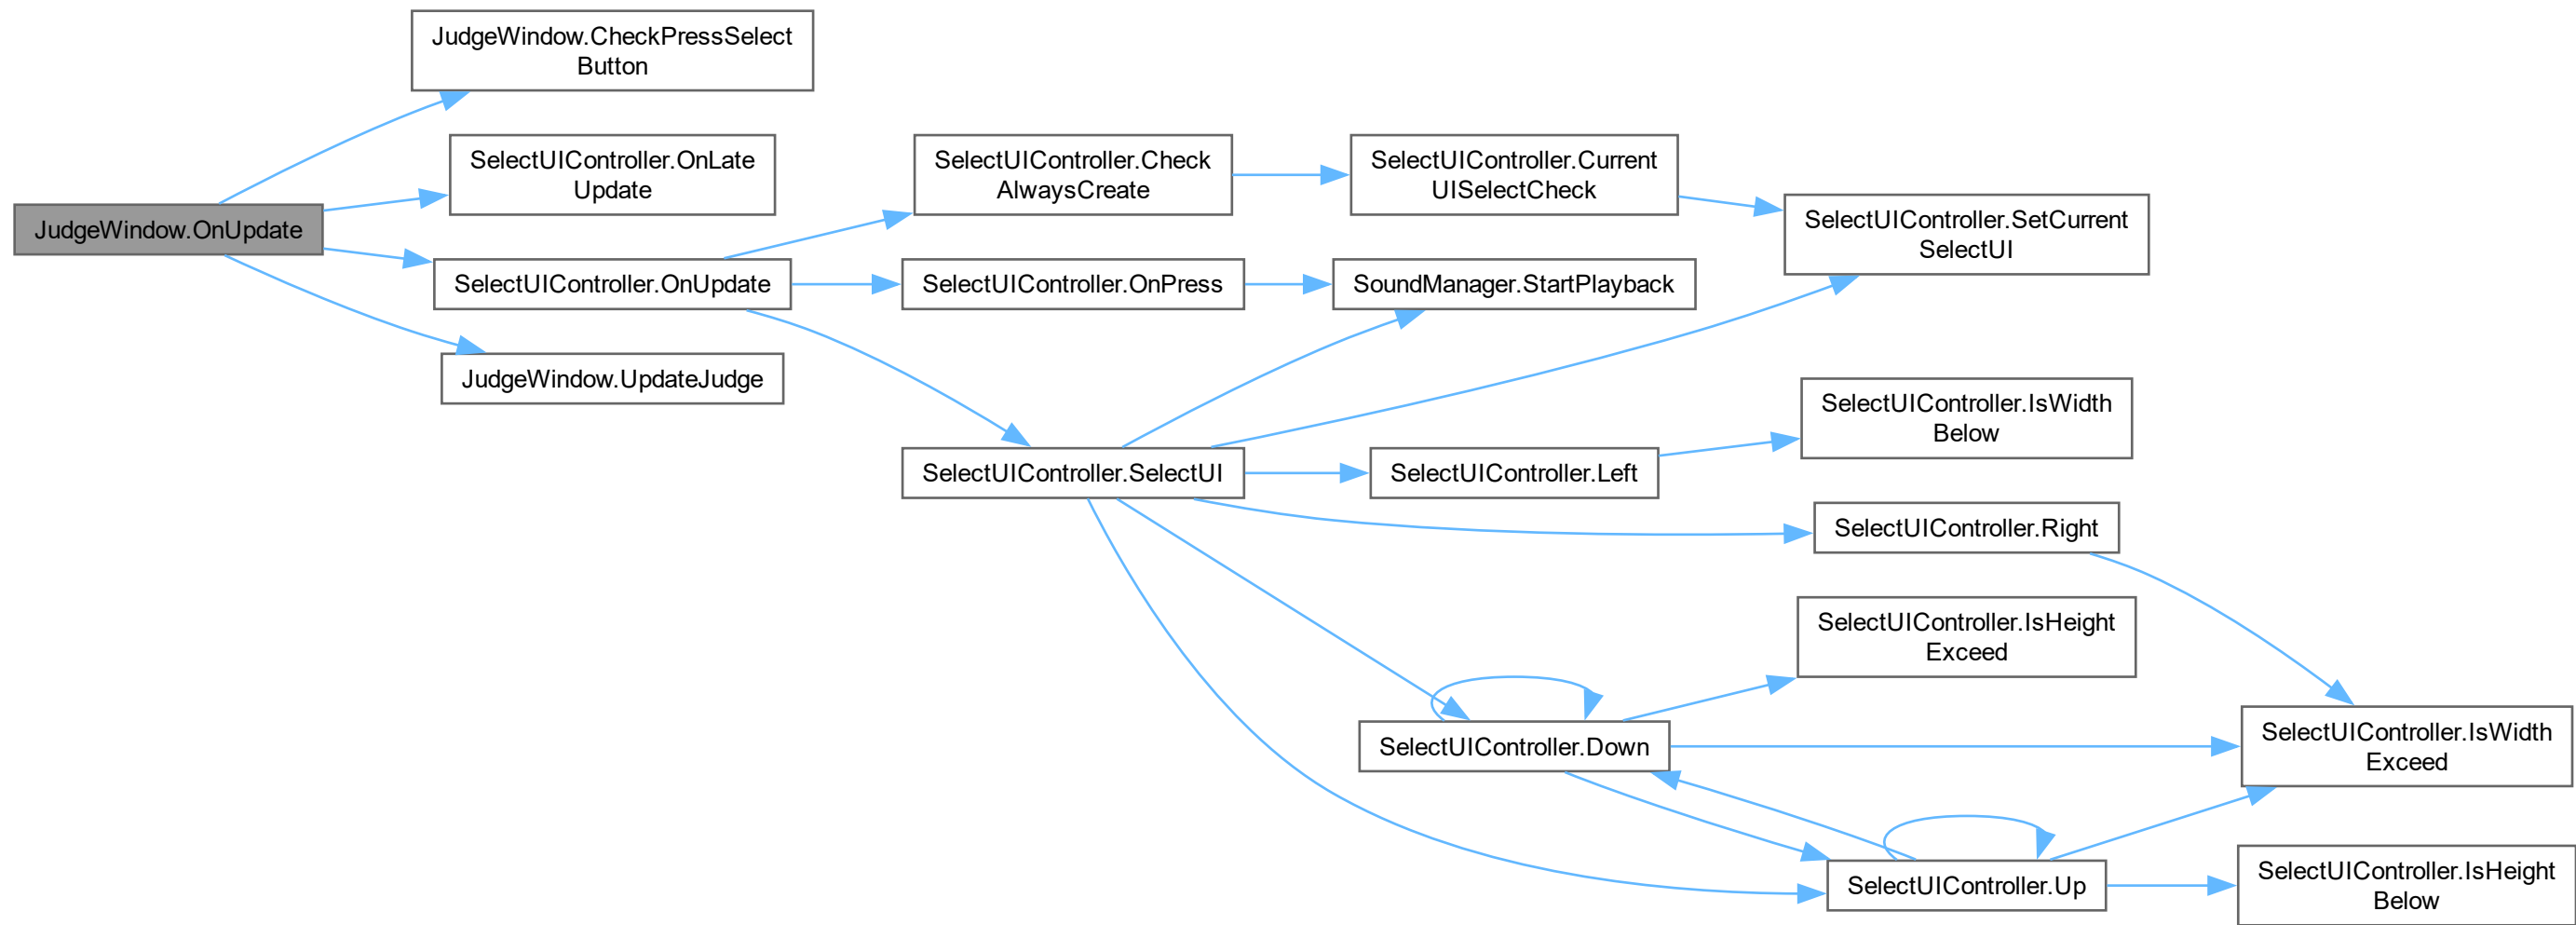 JudgeWindow.OnUpdate
JudgeWindow.CheckPressSelect
Button
SelectUIController.OnLate
Update
SelectUIController.OnUpdate
JudgeWindow.UpdateJudge
SelectUIController.Check
AlwaysCreate
SelectUIController.OnPress
SelectUIController.SelectUI
SelectUIController.Current
UISelectCheck
SoundManager.StartPlayback
SelectUIController.Left
SelectUIController.Down
SelectUIController.SetCurrent
SelectUI
SelectUIController.IsWidth
Below
SelectUIController.Right
SelectUIController.IsHeight
Exceed
SelectUIController.Up
SelectUIController.IsWidth
Exceed
SelectUIController.IsHeight
Below